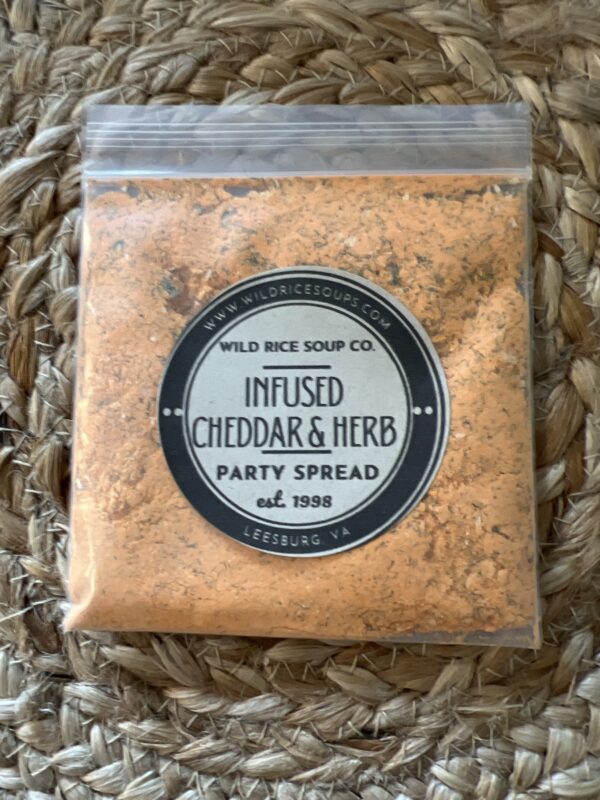 WWW.WILDRICESOUPS.COM
WILD RICE SOUP CO.
INFUSED
CHEDDAR & HERB
PARTY SPREAD
est. 1998
LEESBURG, VA